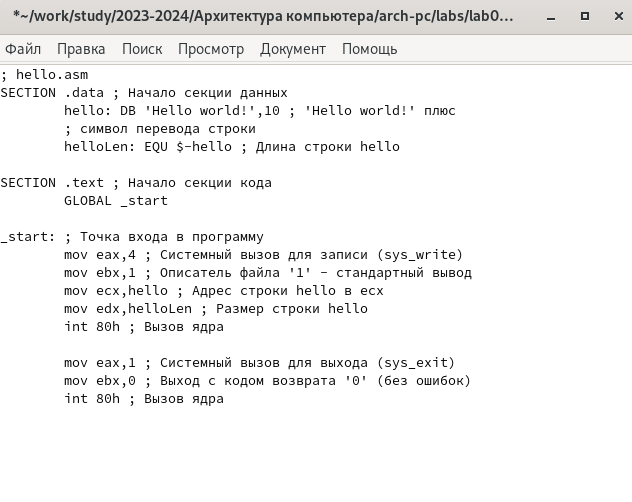 *~/work/study/2023-2024/Архитектура компьютера/arch-pc/labs/lab0...
Файл Правка Поиск Просмотр Документ Помощь
; hello.asm
SECTION .data ; Начало секции данных
        hello: DB 'Hello world!',10 ; 'Hello world!' плюс
        ; символ перевода строки
        helloLen: EQU $-hello ; Длина строки hello

SECTION .text ; Начало секции кода
        GLOBAL _start

_start: ; Точка входа в программу
        mov eax,4 ; Системный вызов для записи (sys_write)
        mov ebx,1 ; Описатель файла '1' - стандартный вывод
        mov ecx,hello ; Адрес строки hello в ecx
        mov edx,helloLen ; Размер строки hello
        int 80h ; Вызов ядра

        mov eax,1 ; Системный вызов для выхода (sys_exit)
        mov ebx,0 ; Выход с кодом возврата '0' (без ошибок)
        int 80h ; Вызов ядра